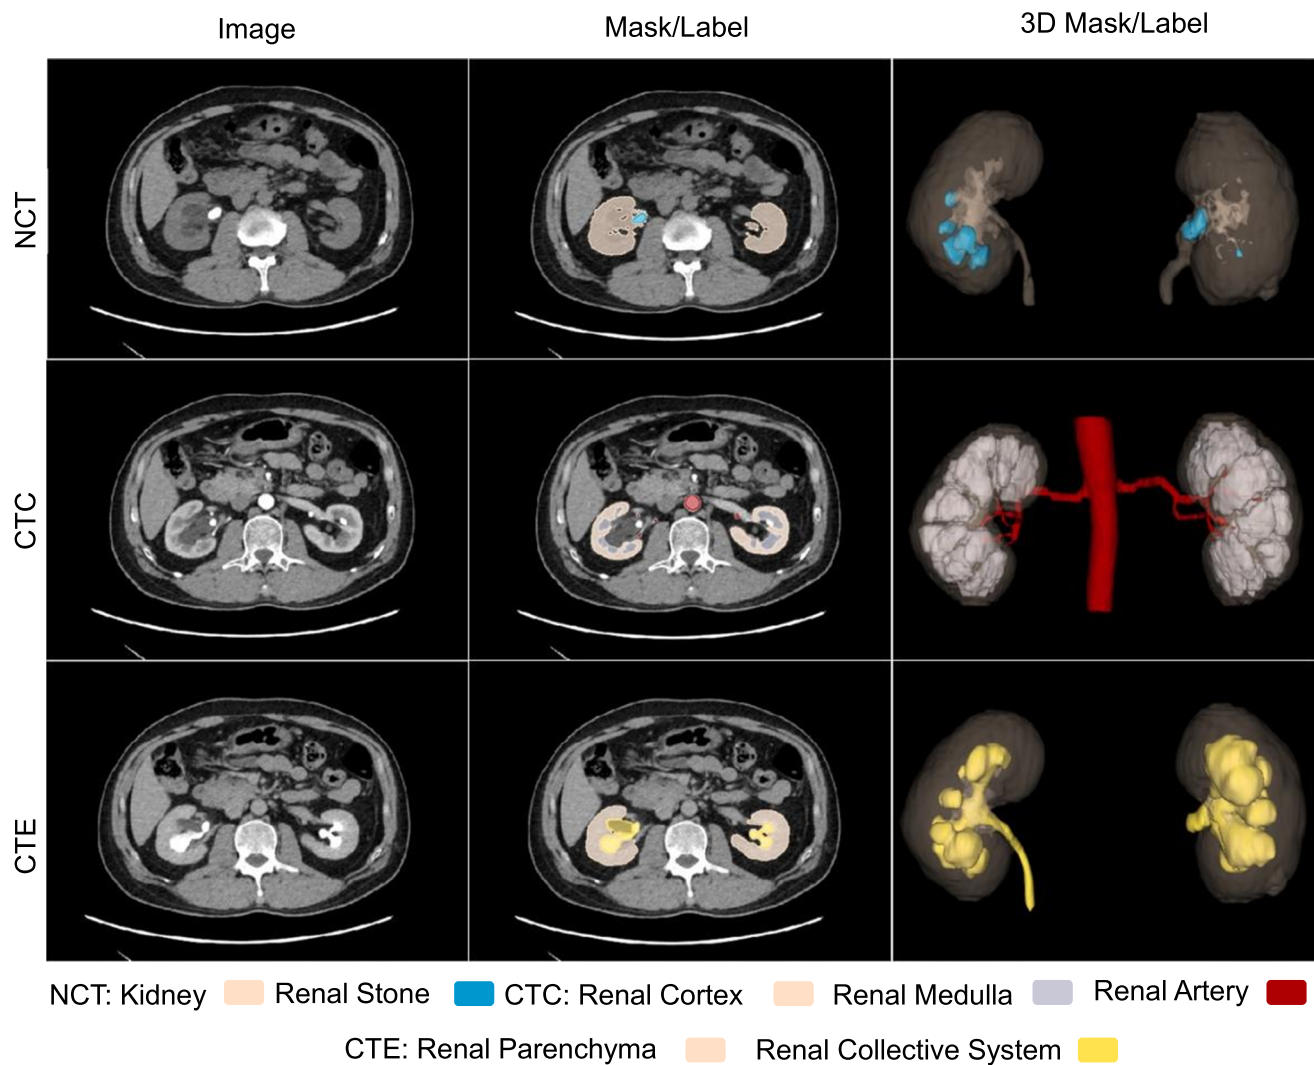 Image
Mask/Label
3D Mask/Label
NCT
CTC
CTE
NCT: Kidney
Renal Stone
CTC: Renal Cortex
Renal Medulla
Renal Artery
CTE: Renal Parenchyma
Renal Collective System